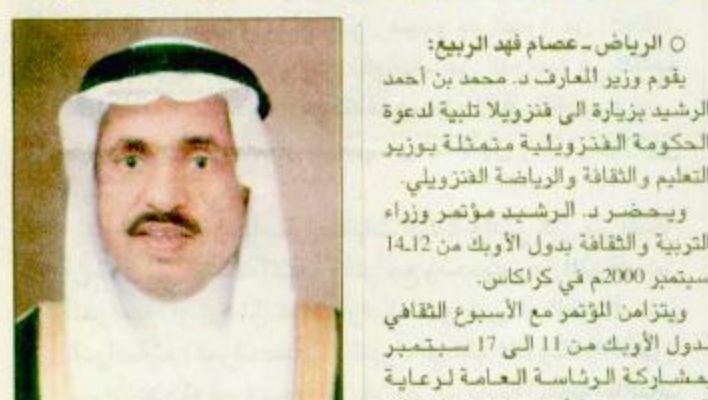 ○ الرياض - عصام فهد الربيع:
يقوم وزير المعارف د. محمد بن أحمد
الرشيد بزيارة الى فنزويلا تلبية لدعوة
الحكومة الفنزويلية متمثلة بوزير
التعليم والثقافة والرياضة الفنزويلي.
ويحضر د. الرشيد مؤتمر وزراء
التربية والثقافة بدول الأوبك من 12ـ14
سبتمبر 2000م في كراكاس.
ويتزامن المؤتمر مع الأسبوع الثقافي
لدول الأوبك من 11 الى 17 سبتمبر
بمشاركة الرئاسة العامة لرعاية